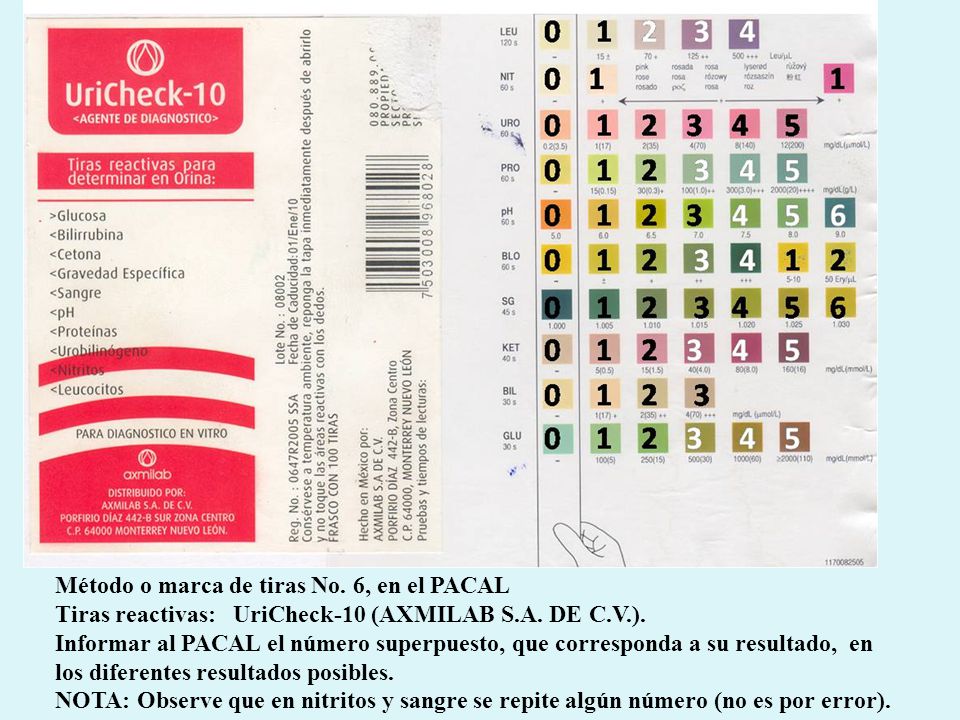 UriCheck-10
<AGENTE DE DIAGNOSTICO>
Tiras reactivas para
determinar en Orina:
>Glucosa
<Bilirrubina
<Cetona
<Gravedad Específica
<Sangre
<pH
<Proteínas
<Urobilinógeno
<Nitritos
<Leucocitos
PARA DIAGNOSTICO EN VITRO
axmilab
DISTRIBUIDO POR:
AXMILAB S.A. DE C.V.
PORFIRIO DÍAZ 442-B SUR ZONA CENTRO
C.P. 64000 MONTERREY NUEVO LEÓN.
Reg. No. : 0647R2005 SSA
Lote No. : 08002
Fecha de Caducidad: 01/Ene/10
Consérvese a temperatura ambiente, reponga la tapa inmediatamente después de abrirlo
y no toque las áreas reactivas con los dedos.
FRASCO CON 100 TIRAS
Hecho en México por:
AXMILAB S.A. DE C.V.
PORFIRIO DÍAZ 442-B, Zona Centro
C.P. 64000, MONTERREY NUEVO LEÓN
Pruebas y tiempos de lecturas:
7 503008 968028
LEU 0 1 2 3 4
120 s − 15 ± 70 + 125 ++ 500 +++ Leu/µL
NIT 0 1 pink rosada rosa lyserød růžový 1
60 s rose rosa rózowy rózsaszín 粉 紅
rosado ροζ rosa roz
− + +
URO 0 1 2 3 4 5
60 s 0.2(3.5) 1(17) 2(35) 4(70) 8(140) 12(200) mg/dL(µmol/L)
PRO 0 1 2 3 4 5
60 s − 15(0.15) 30(0.3)+ 100(1.0)++ 300(3.0)+++ 2000(20)++++ mg/dL(g/L)
pH 0 1 2 3 4 5 6
60 s 5.0 6.0 6.5 7.0 7.5 8.0 9.0
BLO 0 1 2 3 4 1 2
60 s − ± + ++ +++ 5-10 50 Ery/µL
SG 0 1 2 3 4 5 6
45 s 1.000 1.005 1.010 1.015 1.020 1.025 1.030
KET 0 1 2 3 4 5
40 s − 5(0.5) 15(1.5) 40(4.0) 80(8.0) 160(16) mg/dL(mmol/L)
BIL 0 1 2 3
30 s − 1(17) + 2(35) ++ 4(70) +++ mg/dL (µmol/L)
GLU 0 1 2 3 4 5
30 s − 100(5) 250(15) 500(30) 1000(60) ≥2000(110) mg/dL(mmol/L)
1170082505
Método o marca de tiras No. 6, en el PACAL
Tiras reactivas: UriCheck-10 (AXMILAB S.A. DE C.V.).
Informar al PACAL el número superpuesto, que corresponda a su resultado, en
los diferentes resultados posibles.
NOTA: Observe que en nitritos y sangre se repite algún número (no es por error).